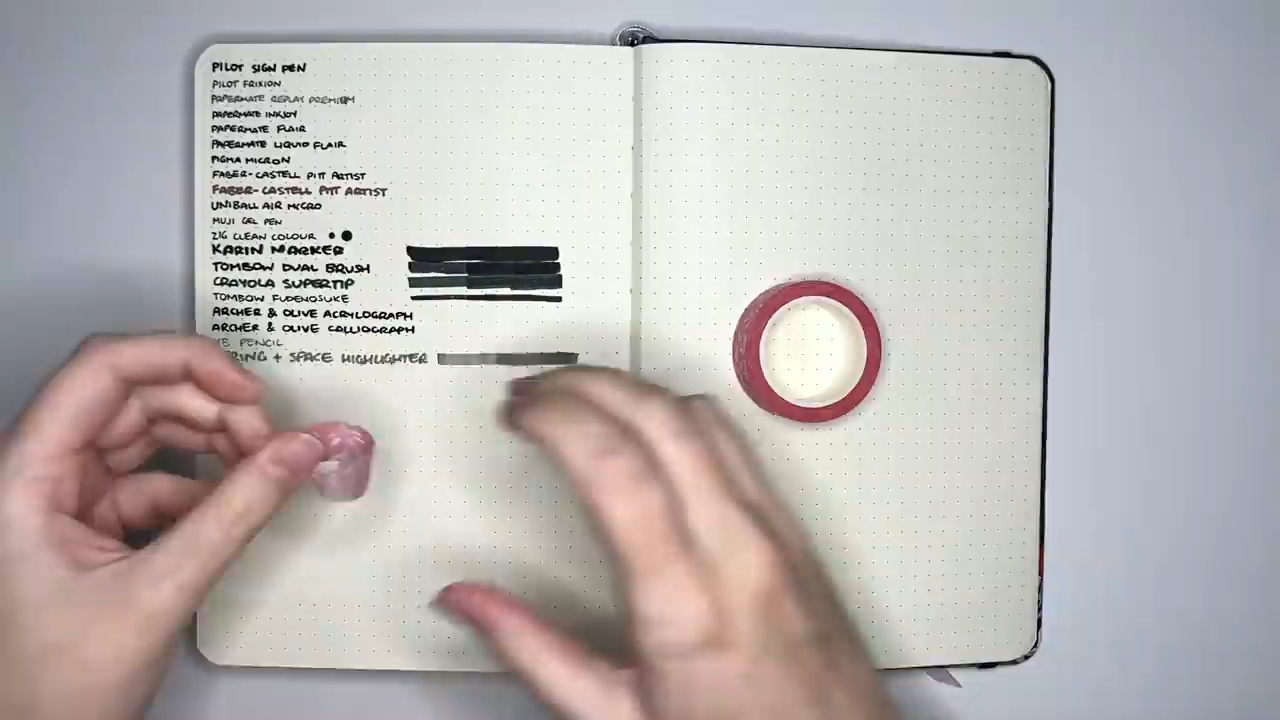 PILOT SIGN PEN
PILOT FRIXION
PAPERMATE REPLAY PREMIUM
PAPERMATE INKJOY
PAPERMATE FLAIR
PAPERMATE LIQUID FLAIR
PIGMA MICRON
FABER-CASTELL PITT ARTIST
FABER-CASTELL PITT ARTIST
UNIBALL AIR MICRO
MUJI GEL PEN
ZIG CLEAN COLOUR
KARIN MARKER
TOMBOW DUAL BRUSH
CRAYOLA SUPERTIP
TOMBOW FUDENOSUKE
ARCHER & OLIVE ACRYLOGRAPH
ARCHER & OLIVE CALLIOGRAPH
PENCIL
+ SPACE HIGHLIGHTER